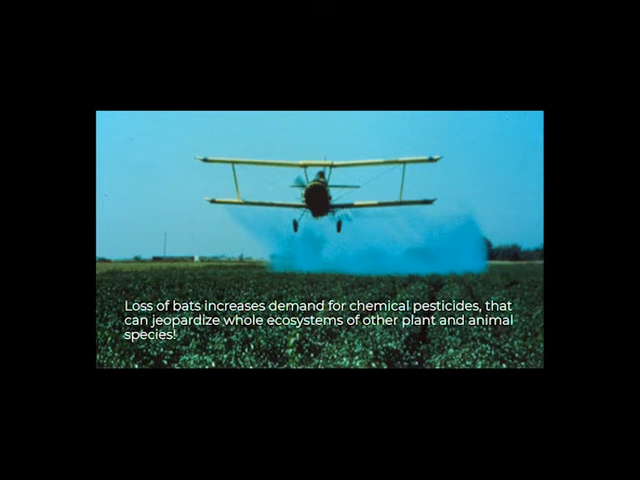 Loss of bats increases demand for chemical pesticides, that
can jeopardize whole ecosystems of other plant and animal
species!